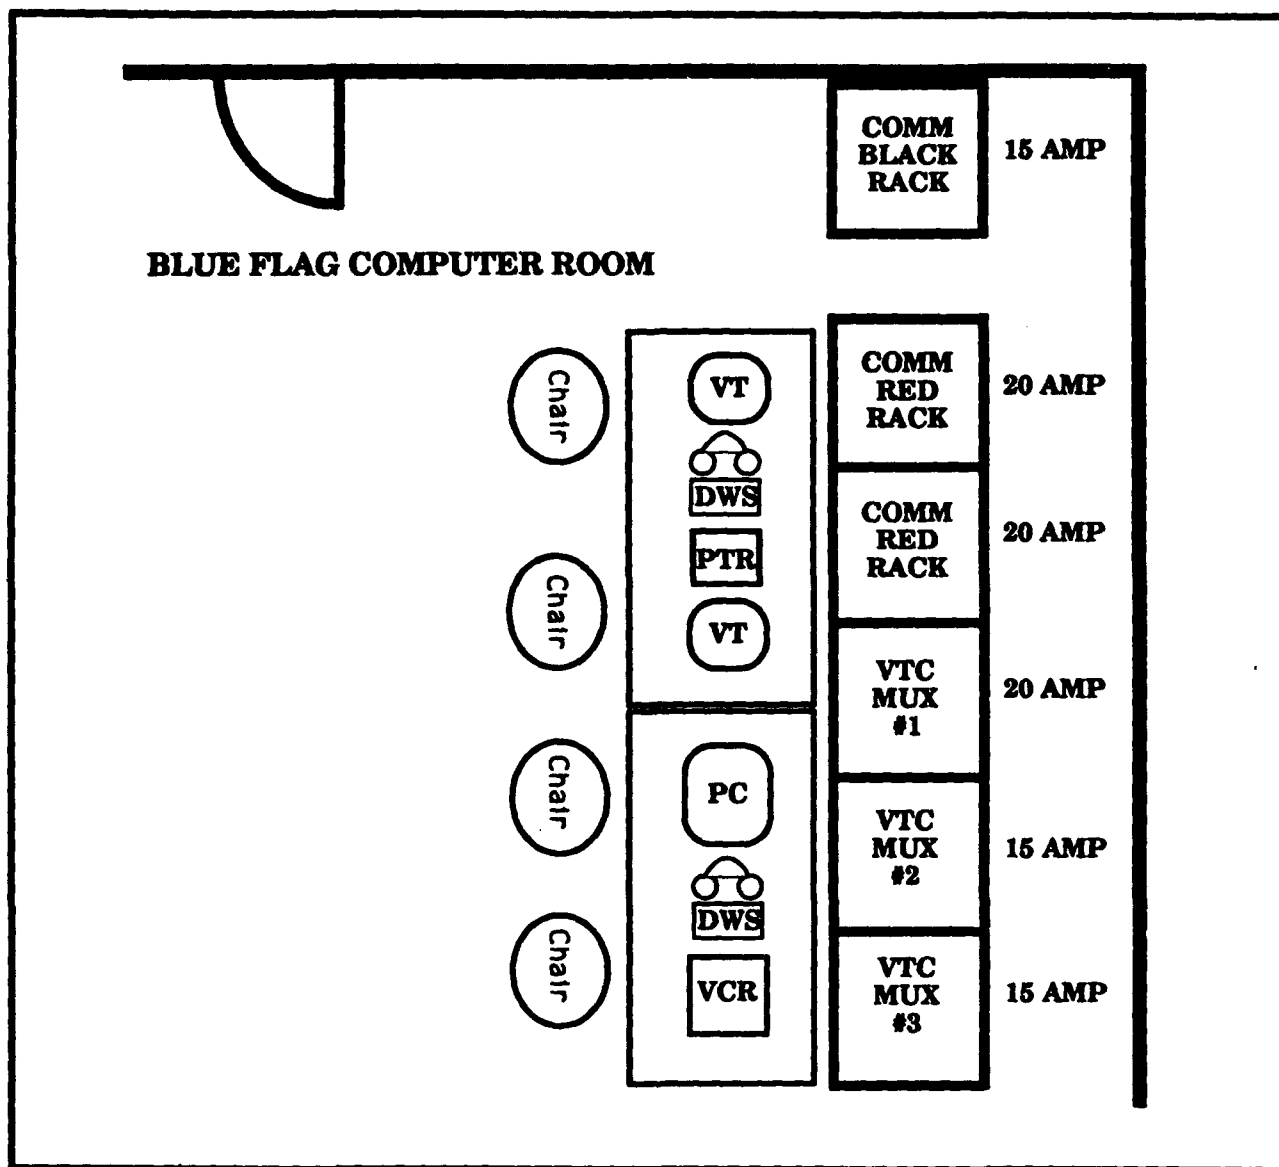 COMM
BLACK
RACK
15 AMP
BLUE FLAG COMPUTER ROOM
Chair
VT
COMM
RED
RACK
20 AMP
DWS
COMM
RED
RACK
20 AMP
PTR
Chair
VT
VTC
MUX
#1
20 AMP
Chair
PC
VTC
MUX
#2
15 AMP
DWS
Chair
VCR
VTC
MUX
#3
15 AMP